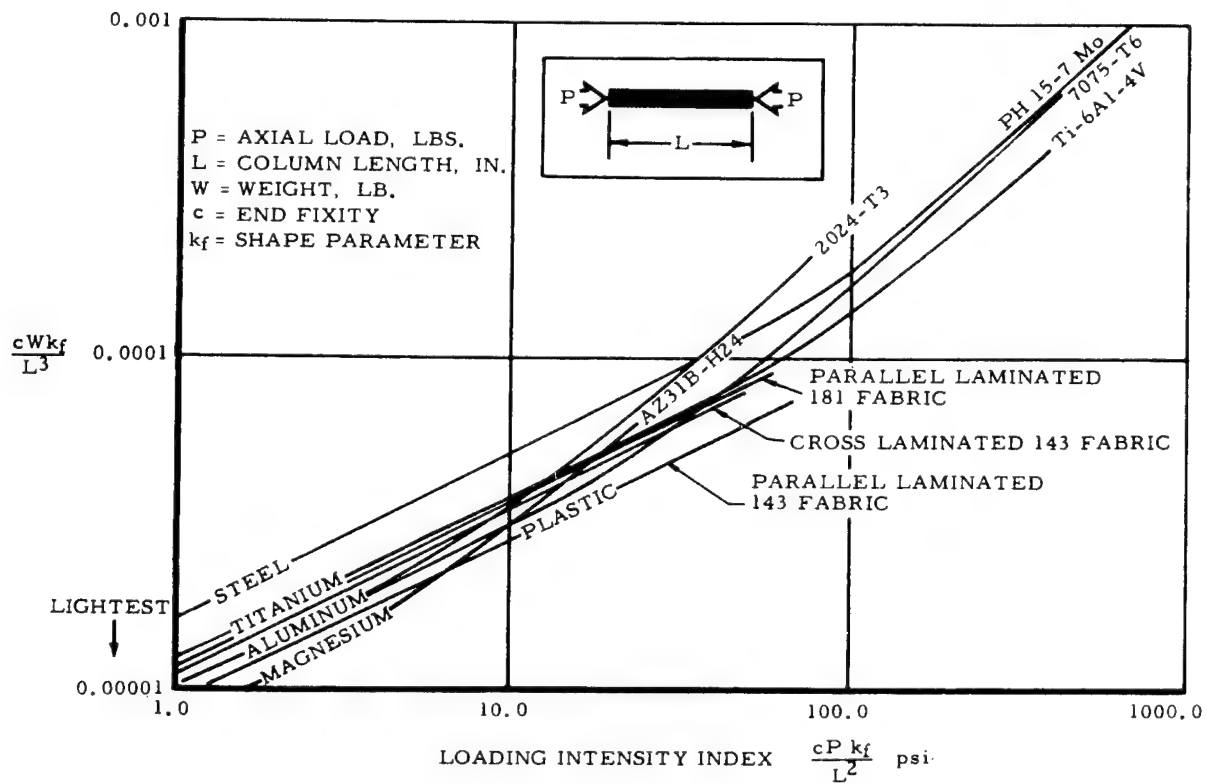 0.001
P
P
L
P = AXIAL LOAD, LBS.
L = COLUMN LENGTH, IN.
W = WEIGHT, LB.
c = END FIXITY
kf = SHAPE PARAMETER
PH 15-7 Mo
7075-T6
Ti-6Al-4V
2024-T3
cWkf
L3
0.0001
AZ31B-H24
PARALLEL LAMINATED
181 FABRIC
CROSS LAMINATED 143 FABRIC
PARALLEL LAMINATED
143 FABRIC
PLASTIC
STEEL
TITANIUM
ALUMINUM
MAGNESIUM
LIGHTEST
0.00001
1.0
10.0
100.0
1000.0
LOADING INTENSITY INDEX cP kf psi
L2